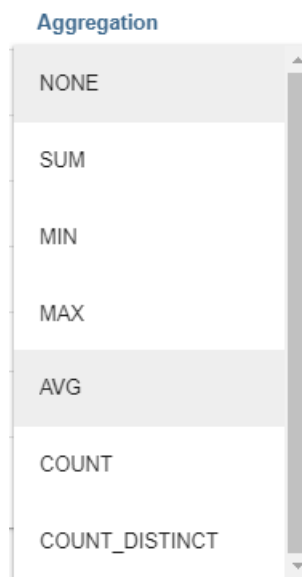 Aggregation
NONE
SUM
MIN
MAX
AVG
COUNT
COUNT_DISTINCT